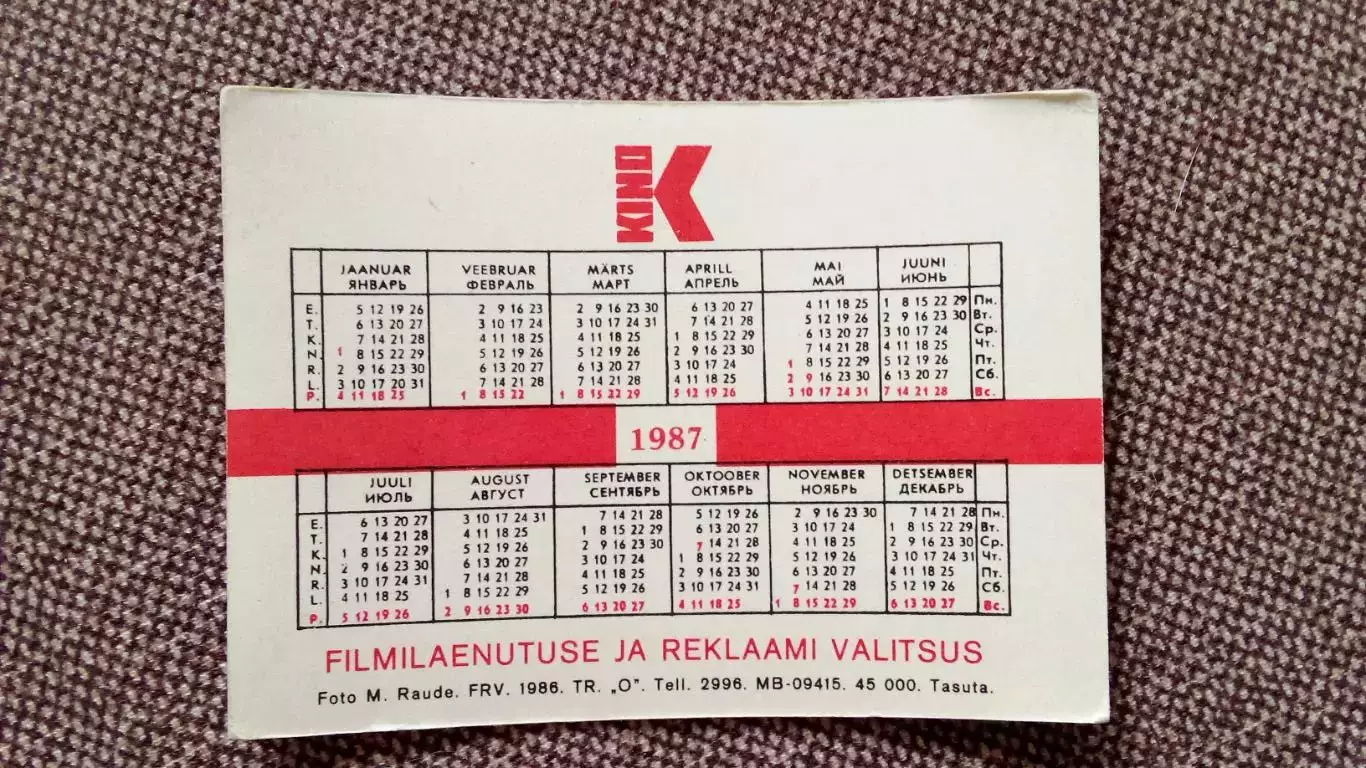 KINO
K
JAANUAR VEEBRUAR MÄRTS APRILL MAI JUUNI
ЯНВАРЬ ФЕВРАЛЬ МАРТ АПРЕЛЬ МАЙ ИЮНЬ
E. 5 12 19 26 2 9 16 23 2 9 16 23 30 6 13 20 27 4 11 18 25 1 8 15 22 29 Пн.
T. 6 13 20 27 3 10 17 24 3 10 17 24 31 7 14 21 28 5 12 19 26 2 9 16 23 30 Вт.
K. 7 14 21 28 4 11 18 25 4 11 18 25 1 8 15 22 29 6 13 20 27 3 10 17 24 Ср.
N. 1 8 15 22 29 5 12 19 26 5 12 19 26 2 9 16 23 30 7 14 21 28 4 11 18 25 Чт.
R. 2 9 16 23 30 6 13 20 27 6 13 20 27 3 10 17 24 1 8 15 22 29 5 12 19 26 Пт.
L. 3 10 17 20 31 7 14 21 28 7 14 21 28 4 11 18 25 2 9 16 23 30 6 13 20 27 Сб.
P. 4 11 18 25 1 8 15 22 1 8 15 22 29 5 12 19 26 3 10 17 24 31 7 14 21 28 Вс.
1987
JUULI AUGUST SEPTEMBER OKTOOBER NOVEMBER DETSEMBER
ИЮЛЬ АВГУСТ СЕНТЯБРЬ ОКТЯБРЬ НОЯБРЬ ДЕКАБРЬ
E. 6 13 20 27 3 10 17 24 31 7 14 21 28 5 12 19 26 2 9 16 23 30 7 14 21 28 Пн.
T. 7 14 21 28 4 11 18 25 1 8 15 22 29 6 13 20 27 3 10 17 24 1 8 15 22 29 Вт.
K. 1 8 15 22 29 5 12 19 26 2 9 16 23 30 7 14 21 28 4 11 18 25 2 9 16 23 30 Ср.
N. 2 9 16 23 30 6 13 20 27 3 10 17 24 1 8 15 22 29 5 12 19 26 3 10 17 24 31 Чт.
R. 3 10 17 24 31 7 14 21 28 4 11 18 25 2 9 16 23 30 6 13 20 27 4 11 18 25 Пт.
L. 4 11 18 25 1 8 15 22 29 5 12 19 26 3 10 17 24 31 7 14 21 28 5 12 19 26 Сб.
P. 5 12 19 26 2 9 16 23 30 6 13 20 27 4 11 18 25 1 8 15 22 29 6 13 20 27 Вс.
FILMILAENUTUSE JA REKLAAMI VALITSUS
Foto M. Raude. FRV. 1986. TR. „O". Tell. 2996. MB-09415. 45 000. Tasuta.